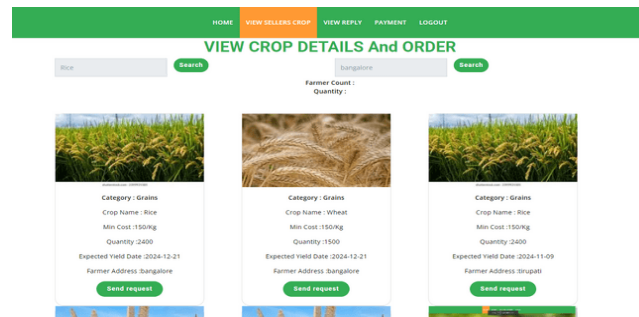 HOME VIEW SELLERS CROP VIEW REPLY PAYMENT LOGOUT
VIEW CROP DETAILS And ORDER
Rice Search bangalore Search
Farmer Count :
Quantity :
Category : Grains
Crop Name : Rice
Min Cost :150/Kg
Quantity :2400
Expected Yield Date :2024-12-21
Farmer Address :bangalore
Send request
Category : Grains
Crop Name : Wheat
Min Cost :150/Kg
Quantity :1500
Expected Yield Date :2024-12-21
Farmer Address :bangalore
Send request
Category : Grains
Crop Name : Rice
Min Cost :150/Kg
Quantity :2400
Expected Yield Date :2024-11-09
Farmer Address :tirupati
Send request